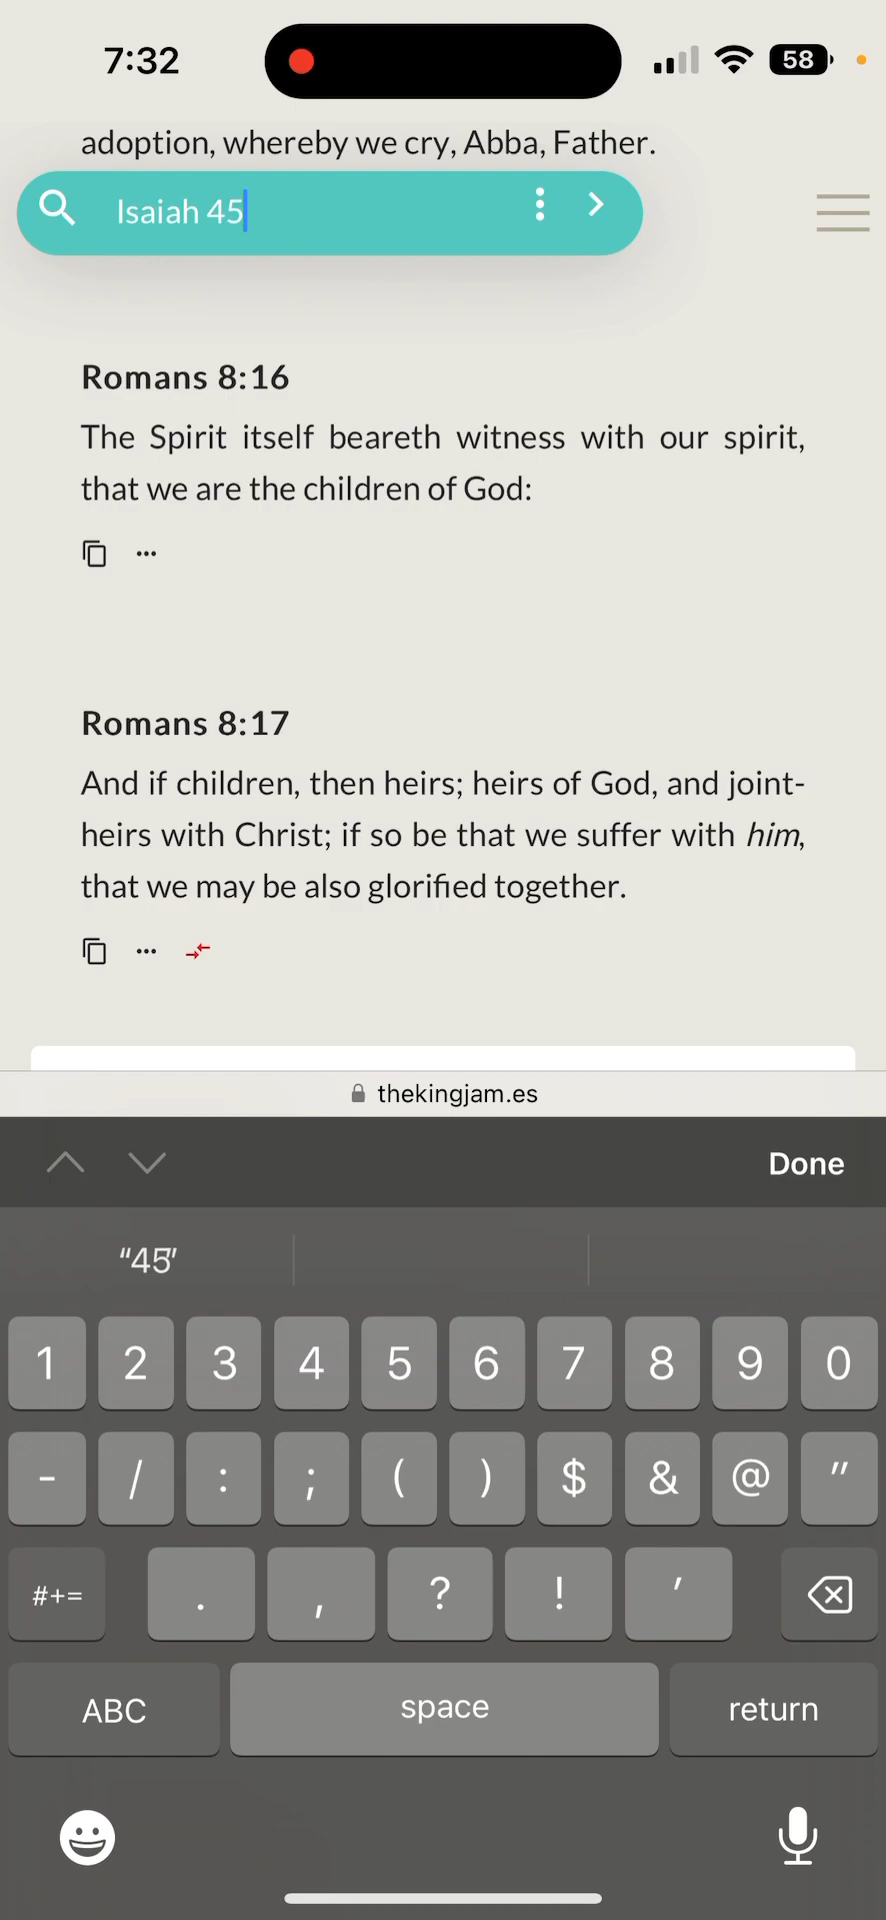 7:32
58
adoption, whereby we cry, Abba, Father.
Isaiah 45
Romans 8:16
The Spirit itself beareth witness with our spirit,
that we are the children of God:
Romans 8:17
And if children, then heirs; heirs of God, and joint-
heirs with Christ; if so be that we suffer with him,
that we may be also glorified together.
thekingjam.es
Done
“45”
1 2 3 4 5 6 7 8 9 0
- / : ; ( ) $ & @ "
#+= . , ? ! '
ABC space return